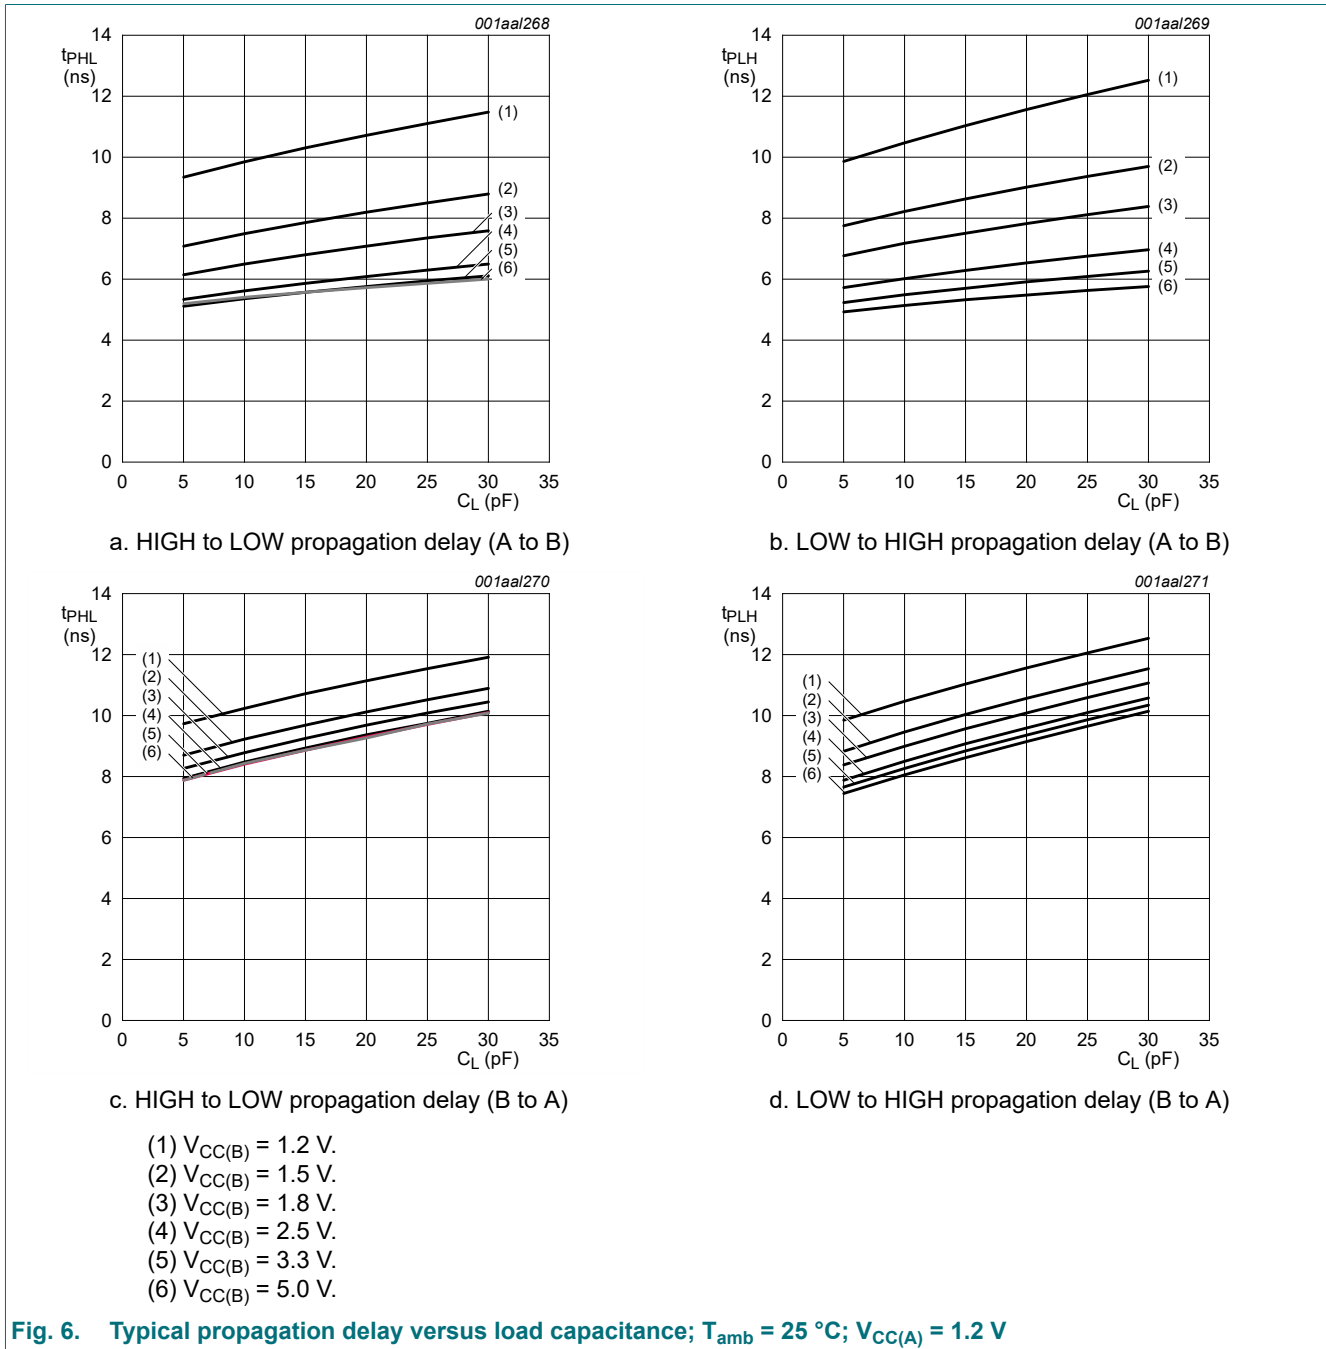 001aal268
14
tPHL
(ns)
12
10
8
6
4
2
0
0 5 10 15 20 25 30 35
CL (pF)
(1)
(2)
(3)
(4)
(5)
(6)
a. HIGH to LOW propagation delay (A to B)
001aal269
14
tPLH
(ns)
12
10
8
6
4
2
0
0 5 10 15 20 25 30 35
CL (pF)
(1)
(2)
(3)
(4)
(5)
(6)
b. LOW to HIGH propagation delay (A to B)
001aal270
14
tPHL
(ns)
12
10
8
6
4
2
0
0 5 10 15 20 25 30 35
CL (pF)
(1)
(2)
(3)
(4)
(5)
(6)
c. HIGH to LOW propagation delay (B to A)
001aal271
14
tPLH
(ns)
12
10
8
6
4
2
0
0 5 10 15 20 25 30 35
CL (pF)
(1)
(2)
(3)
(4)
(5)
(6)
d. LOW to HIGH propagation delay (B to A)
(1) VCC(B) = 1.2 V.
(2) VCC(B) = 1.5 V.
(3) VCC(B) = 1.8 V.
(4) VCC(B) = 2.5 V.
(5) VCC(B) = 3.3 V.
(6) VCC(B) = 5.0 V.
Fig. 6. Typical propagation delay versus load capacitance; Tamb = 25 °C; VCC(A) = 1.2 V